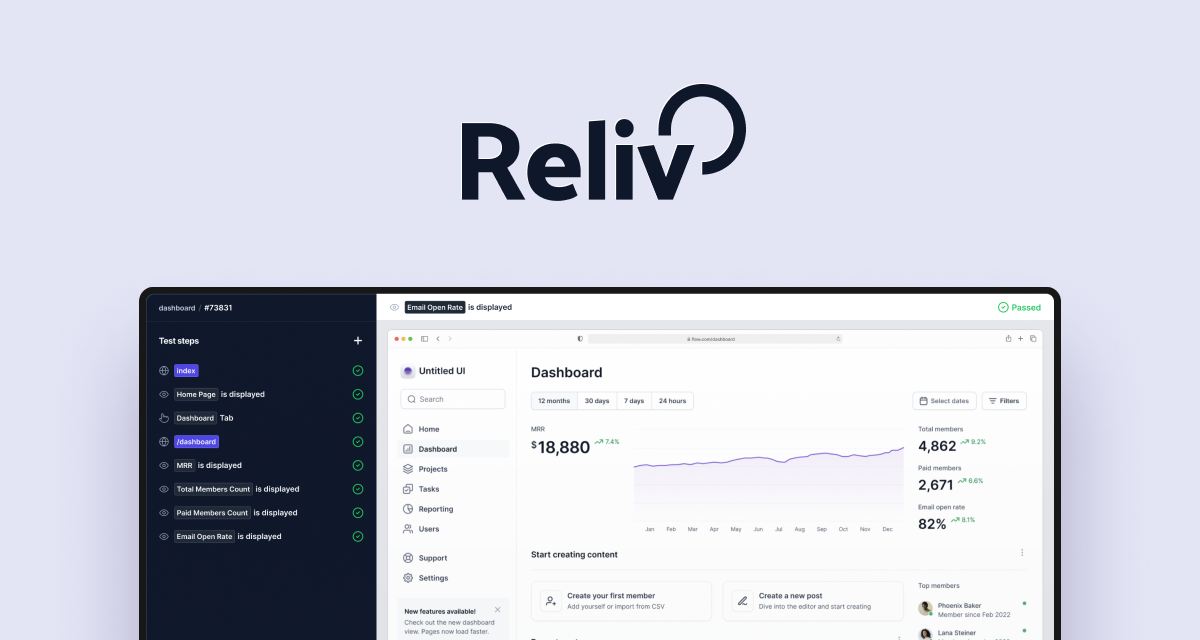 Reliv
dashboard / #73831
Test steps
index
Home Page is displayed
Dashboard Tab
/dashboard
MRR is displayed
Total Members Count is displayed
Paid Members Count is displayed
Email Open Rate is displayed
Email Open Rate is displayed
Passed
flow.com/dashboard
Untitled UI
Search
Home
Dashboard
Projects
Tasks
Reporting
Users
Support
Settings
New features available!
Check out the new dashboard
view. Pages now load faster.
Dashboard
12 months 30 days 7 days 24 hours
Select dates
Filters
MRR
$18,880 7.4%
Jan Feb Mar Apr May Jun Jul Aug Sep Oct Nov Dec
Total members
4,862 9.2%
Paid members
2,671 6.6%
Email open rate
82% 8.1%
Start creating content
Create your first member
Add yourself or import from CSV
Create a new post
Dive into the editor and start creating
Top members
Phoenix Baker
Member since Feb 2022
Lana Steiner